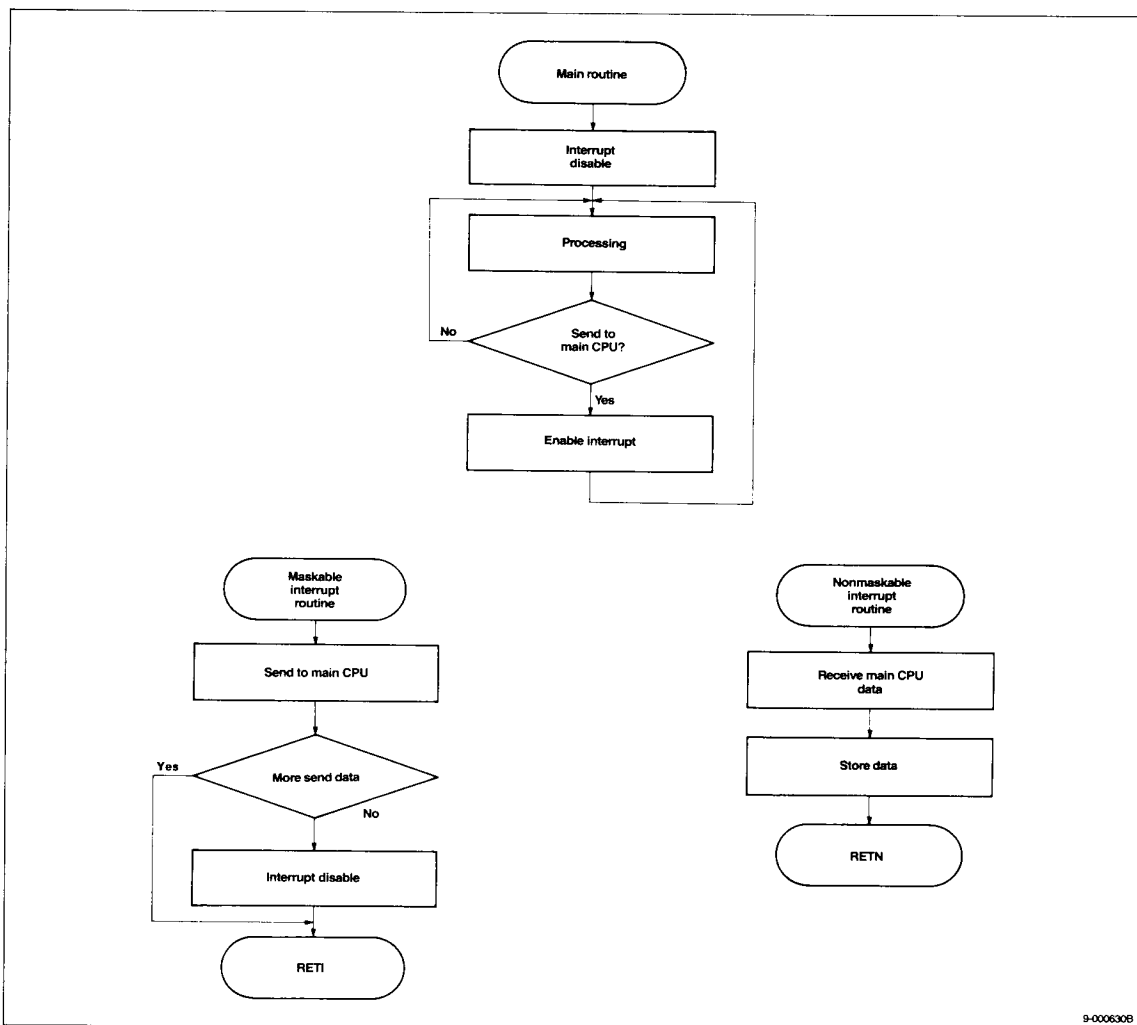 Main routine
Interrupt
disable
Processing
Send to
main CPU?
No
Yes
Enable interrupt
Maskable
interrupt
routine
Send to main CPU
More send data
Yes
No
Interrupt disable
RETI
Nonmaskable
interrupt
routine
Receive main CPU
data
Store data
RETN
9-000630B